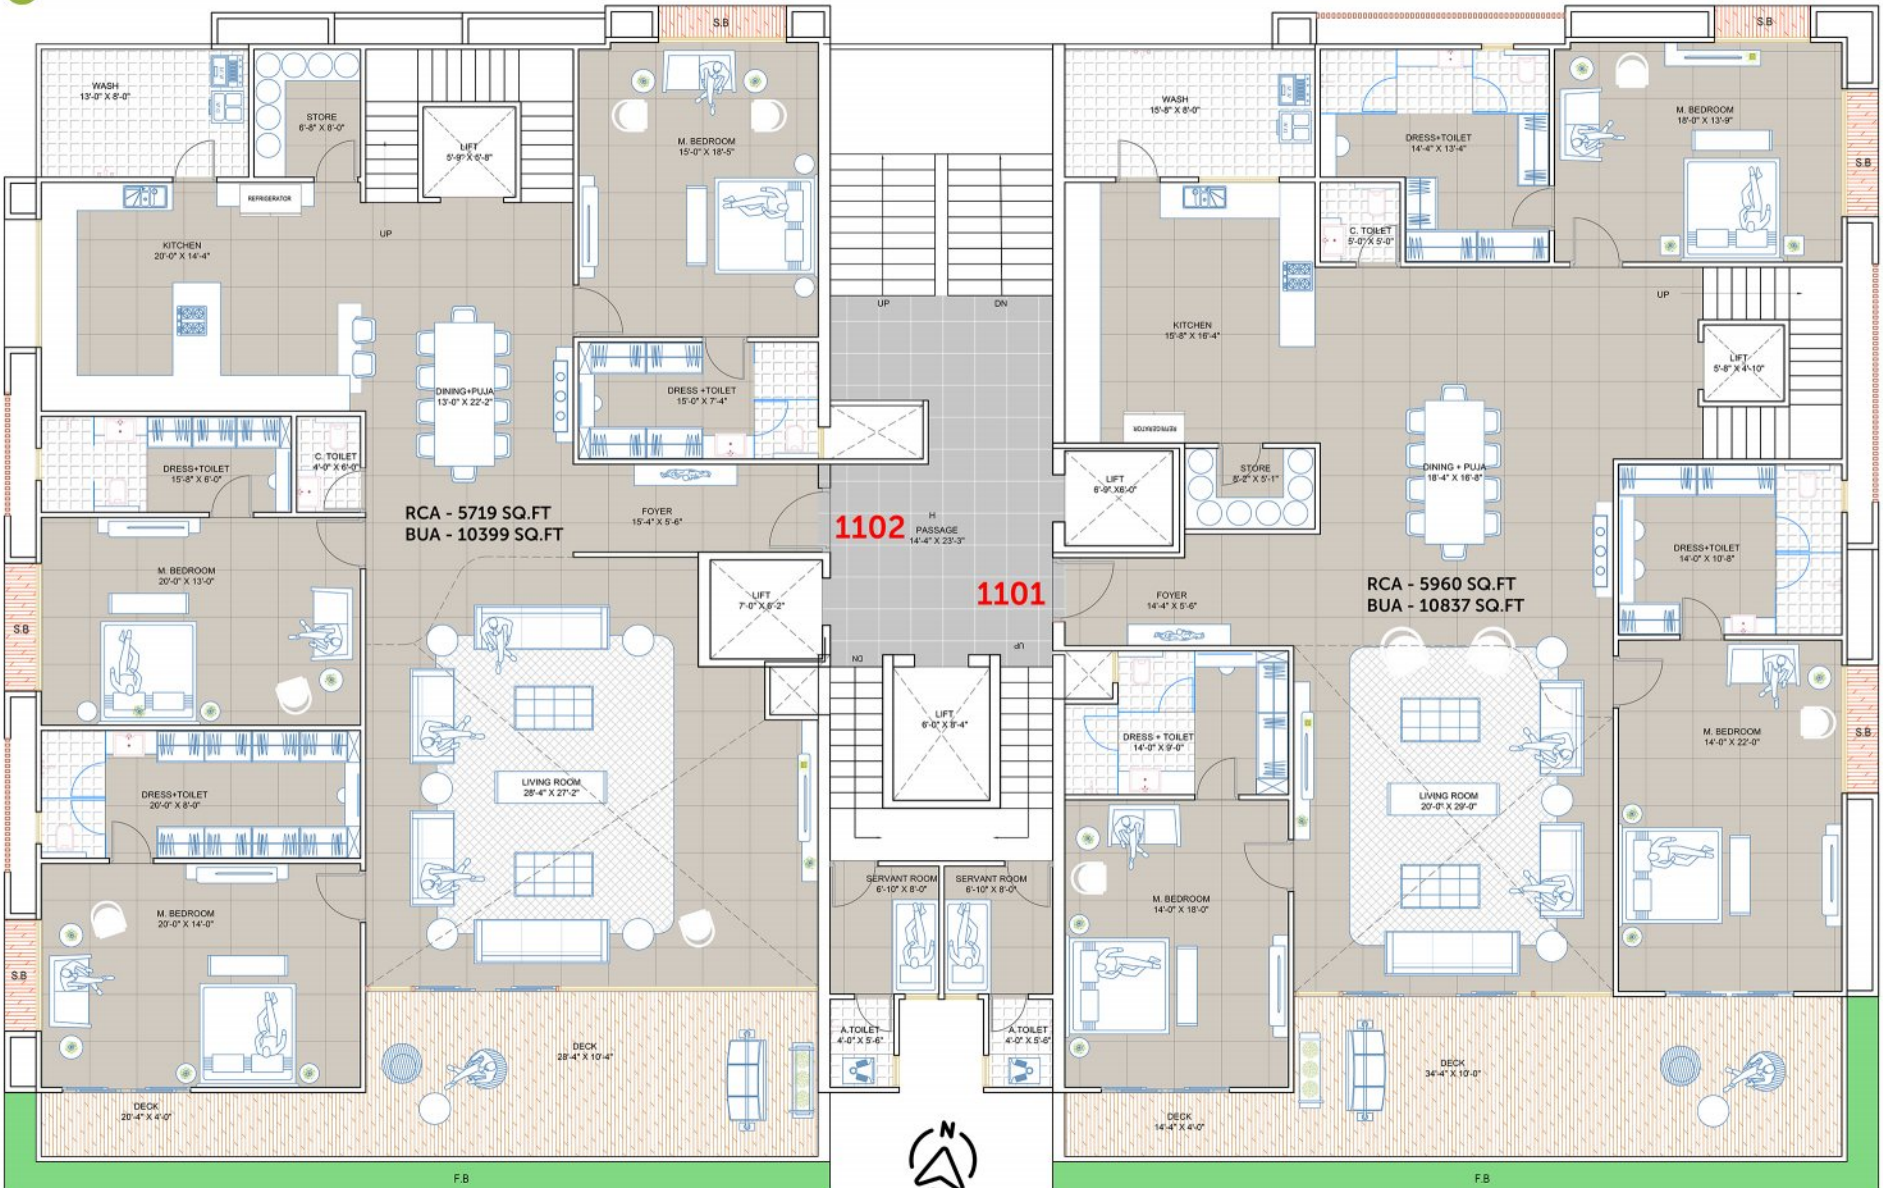 S.B
S.B
WASH
13'-0" X 8'-0"
STORE
6'-8" X 8'-0"
LIFT
5'-9" X 6'-8"
M. BEDROOM
15'-0" X 18'-5"
WASH
15'-8" X 8'-0"
DRESS+TOILET
14'-4" X 13'-4"
M. BEDROOM
18'-0" X 13'-9"
S.B
REFRIGERATOR
UP
KITCHEN
20'-0" X 14'-4"
C. TOILET
5'-0" X 5'-0"
UP
DN
UP
KITCHEN
15'-8" X 16'-4"
LIFT
5'-8" X 4'-10"
DINING+PUJA
13'-0" X 22'-2"
DRESS +TOILET
15'-0" X 7'-4"
REFRIGERATOR
C. TOILET
4'-0" X 6'-0"
DRESS+TOILET
15'-8" X 6'-0"
LIFT
6'-9" X6'-0"
STORE
8'-2" X 5'-1"
DINING + PUJA
18'-4" X 16'-8"
RCA - 5719 SQ.FT
BUA - 10399 SQ.FT
FOYER
15'-4" X 5'-6"
1102
H
PASSAGE
14'-4" X 23'-3"
DRESS+TOILET
14'-0" X 10'-8"
M. BEDROOM
20'-0" X 13'-0"
LIFT
7'-0" X 6'-2"
1101
FOYER
14'-4" X 5'-6"
RCA - 5960 SQ.FT
BUA - 10837 SQ.FT
S.B
DN
UP
LIFT
6'-0" X 8'-4"
DRESS + TOILET
14'-0" X 9'-0"
M. BEDROOM
14'-0" X 22'-0"
S.B
LIVING ROOM
28'-4" X 27'-2"
DRESS+TOILET
20'-0" X 8'-0"
LIVING ROOM
20'-0" X 29'-0"
SERVANT ROOM
6'-10" X 8'-0"
SERVANT ROOM
6'-10" X 8'-0"
M. BEDROOM
20'-0" X 14'-0"
M. BEDROOM
14'-0" X 18'-0"
S.B
A.TOILET
4'-0" X 5'-6"
A.TOILET
4'-0" X 5'-6"
DECK
28'-4" X 10'-4"
DECK
34'-4" X 10'-0"
DECK
20'-4" X 4'-0"
DECK
14'-4" X 4'-0"
N
F.B
F.B